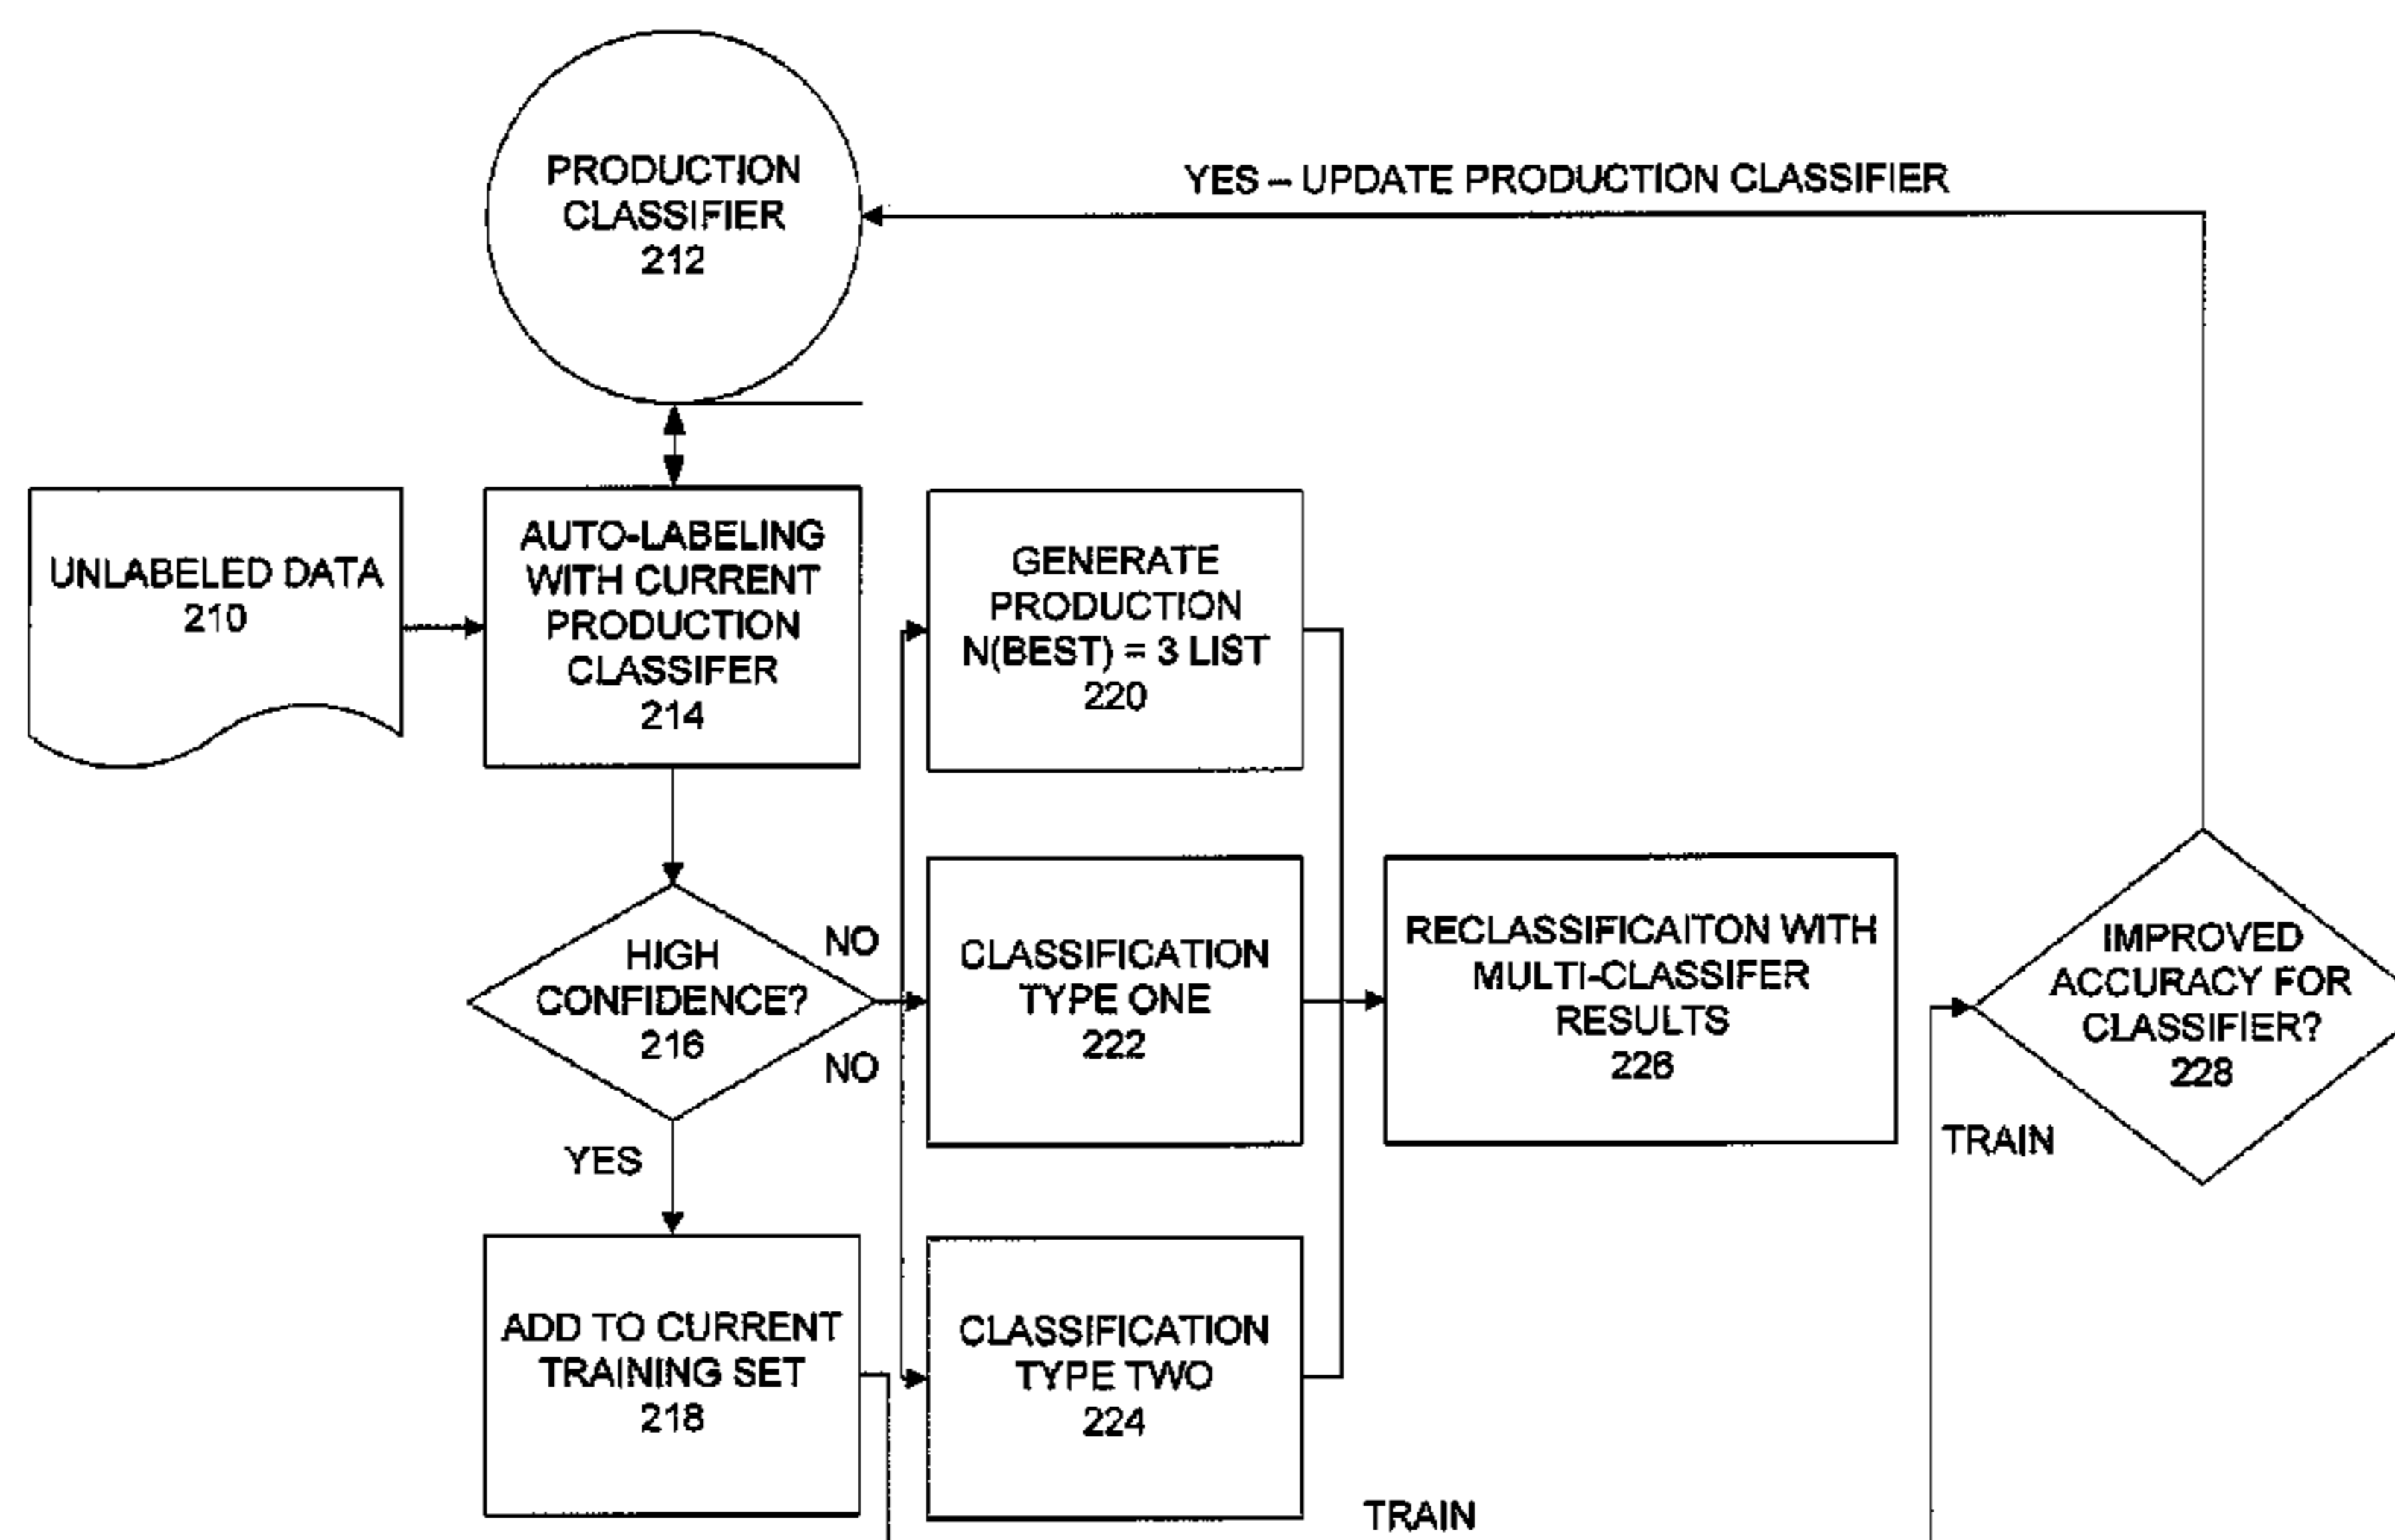 PRODUCTION
CLASSIFIER
212
YES – UPDATE PRODUCTION CLASSIFIER
UNLABELED DATA
210
AUTO-LABELING
WITH CURRENT
PRODUCTION
CLASSIFER
214
GENERATE
PRODUCTION
N(BEST) = 3 LIST
220
HIGH
CONFIDENCE?
216
NO
NO
YES
CLASSIFICATION
TYPE ONE
222
RECLASSIFICAITON WITH
MULTI-CLASSIFER
RESULTS
226
IMPROVED
ACCURACY FOR
CLASSIFIER?
228
TRAIN
ADD TO CURRENT
TRAINING SET
218
CLASSIFICATION
TYPE TWO
224
TRAIN